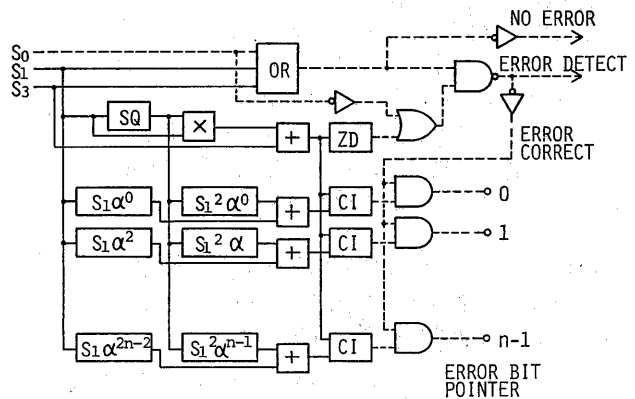 NO ERROR
S₀
S₁
S₃
OR
ERROR DETECT
SQ
×
+
ZD
ERROR
CORRECT
S₁α⁰
S₁²α⁰
+
CI
0
S₁α²
S₁²α
+
CI
1
S₁α²ⁿ⁻²
S₁²αⁿ⁻¹
+
CI
n-1
ERROR BIT
POINTER